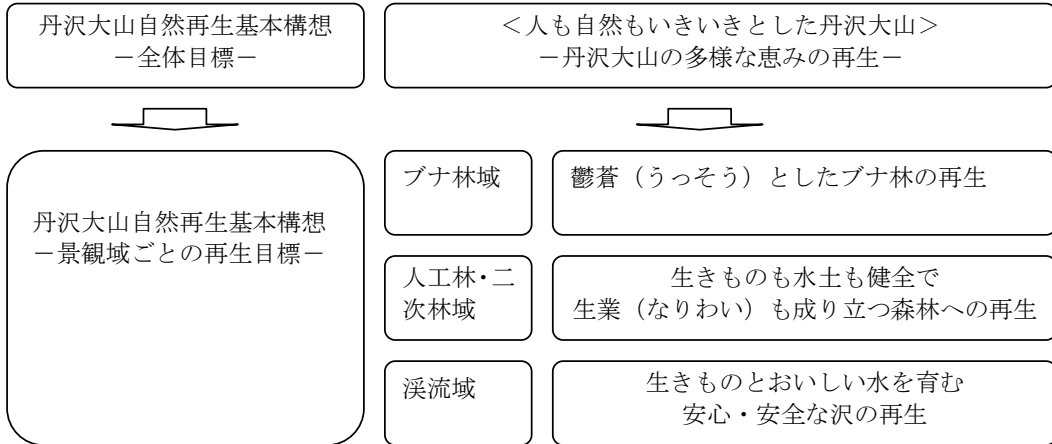 丹沢大山自然再生基本構想
－全体目標－
＜人も自然もいきいきとした丹沢大山＞
－丹沢大山の多様な恵みの再生－
丹沢大山自然再生基本構想
－景観域ごとの再生目標－
ブナ林域
鬱蒼（うっそう）としたブナ林の再生
人工林・二
次林域
生きものも水土も健全で
生業（なりわい）も成り立つ森林への再生
渓流域
生きものとおいしい水を育む
安心・安全な沢の再生